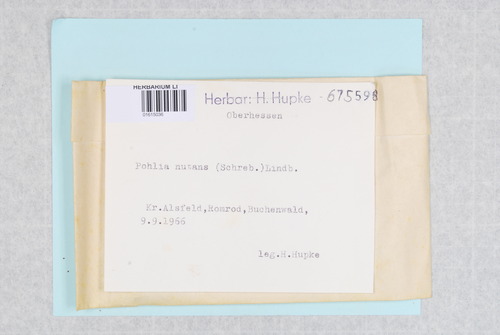 HERBARIUM LI
01610036
Herbar: H. Hupke 675598
Oberhessen
Pohlia nutans (Schreb.)Lindb.
Kr.Alsfeld,Romrod,Buchenwald,
9.9.1966
leg.H.Hupke